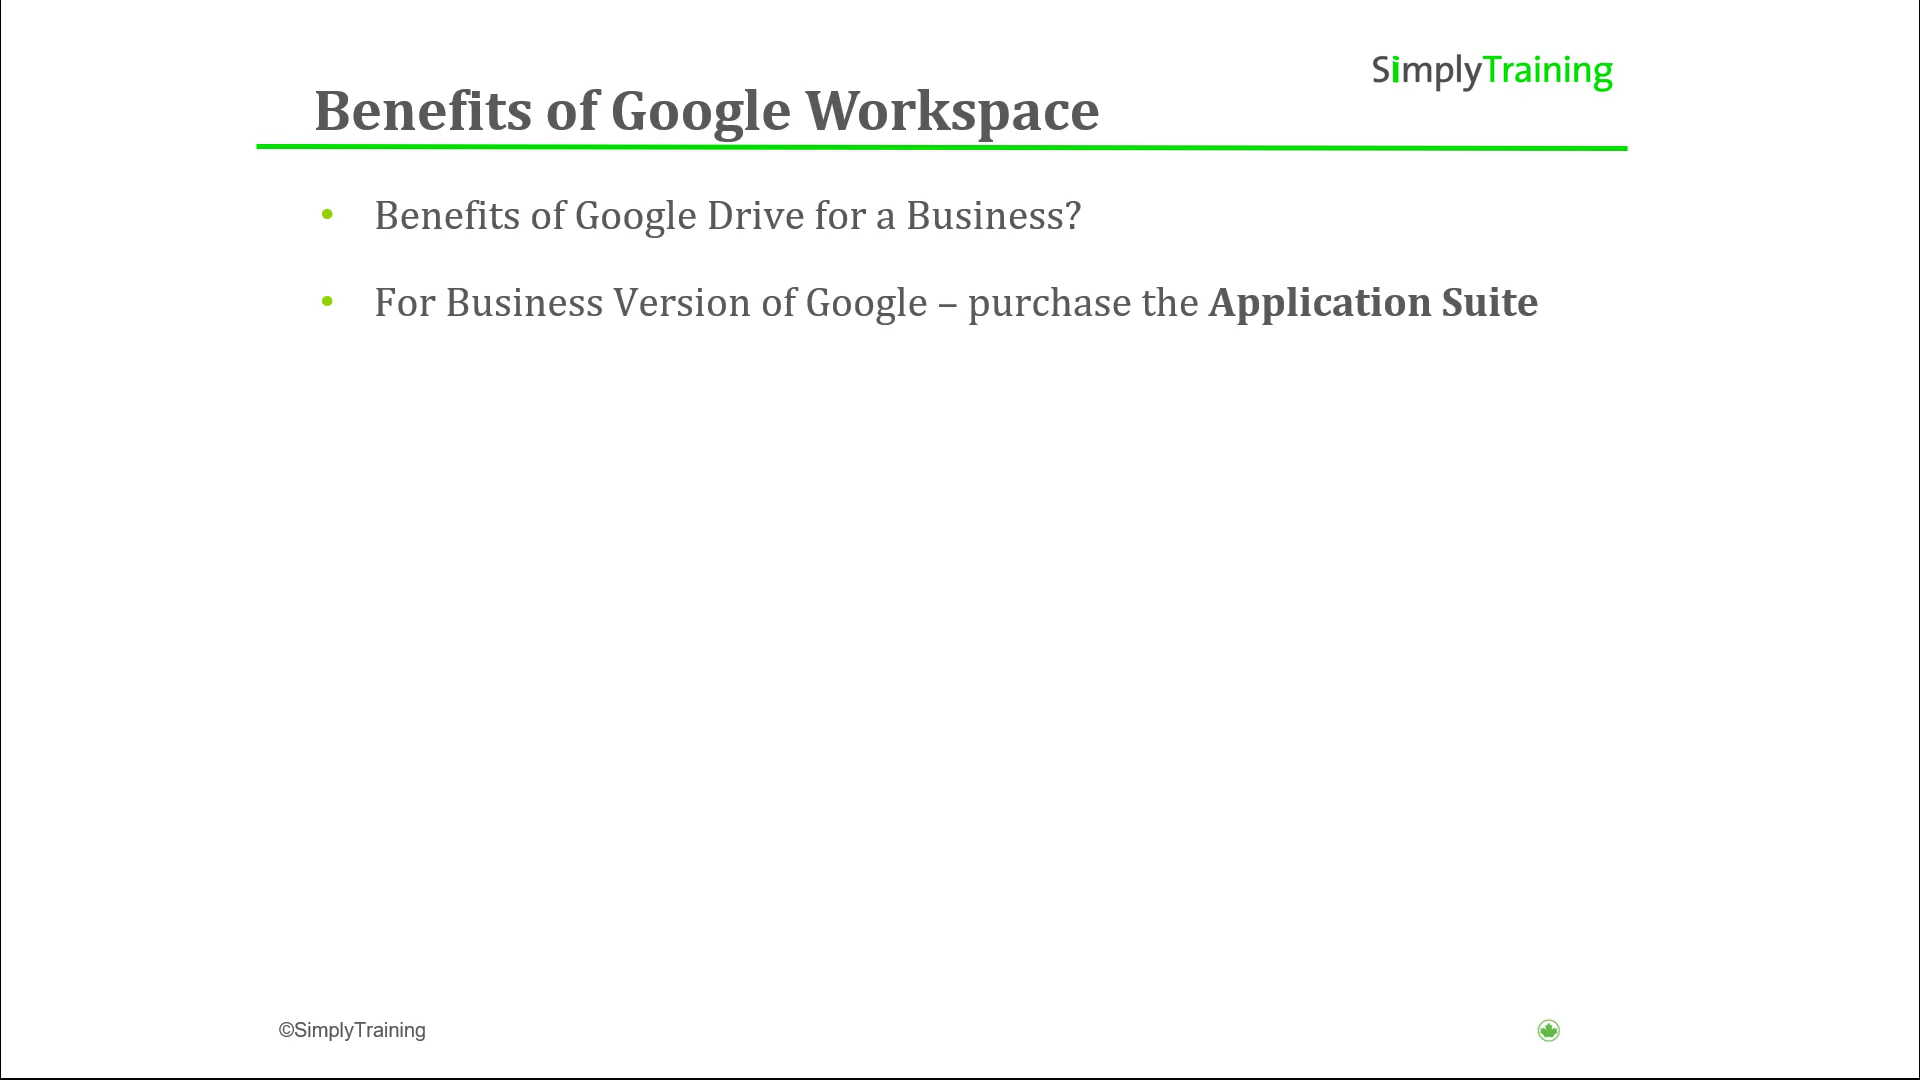 SimplyTraining
Benefits of Google Workspace
• Benefits of Google Drive for a Business?
• For Business Version of Google – purchase the Application Suite
©SimplyTraining